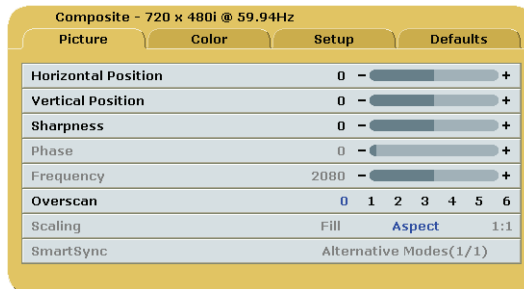 Composite - 720 x 480i @ 59.94Hz
Picture Color Setup Defaults
Horizontal Position 0 - +
Vertical Position 0 - +
Sharpness 0 - +
Phase 0 - +
Frequency 2080 - +
Overscan 0 1 2 3 4 5 6
Scaling Fill Aspect 1:1
SmartSync Alternative Modes(1/1)